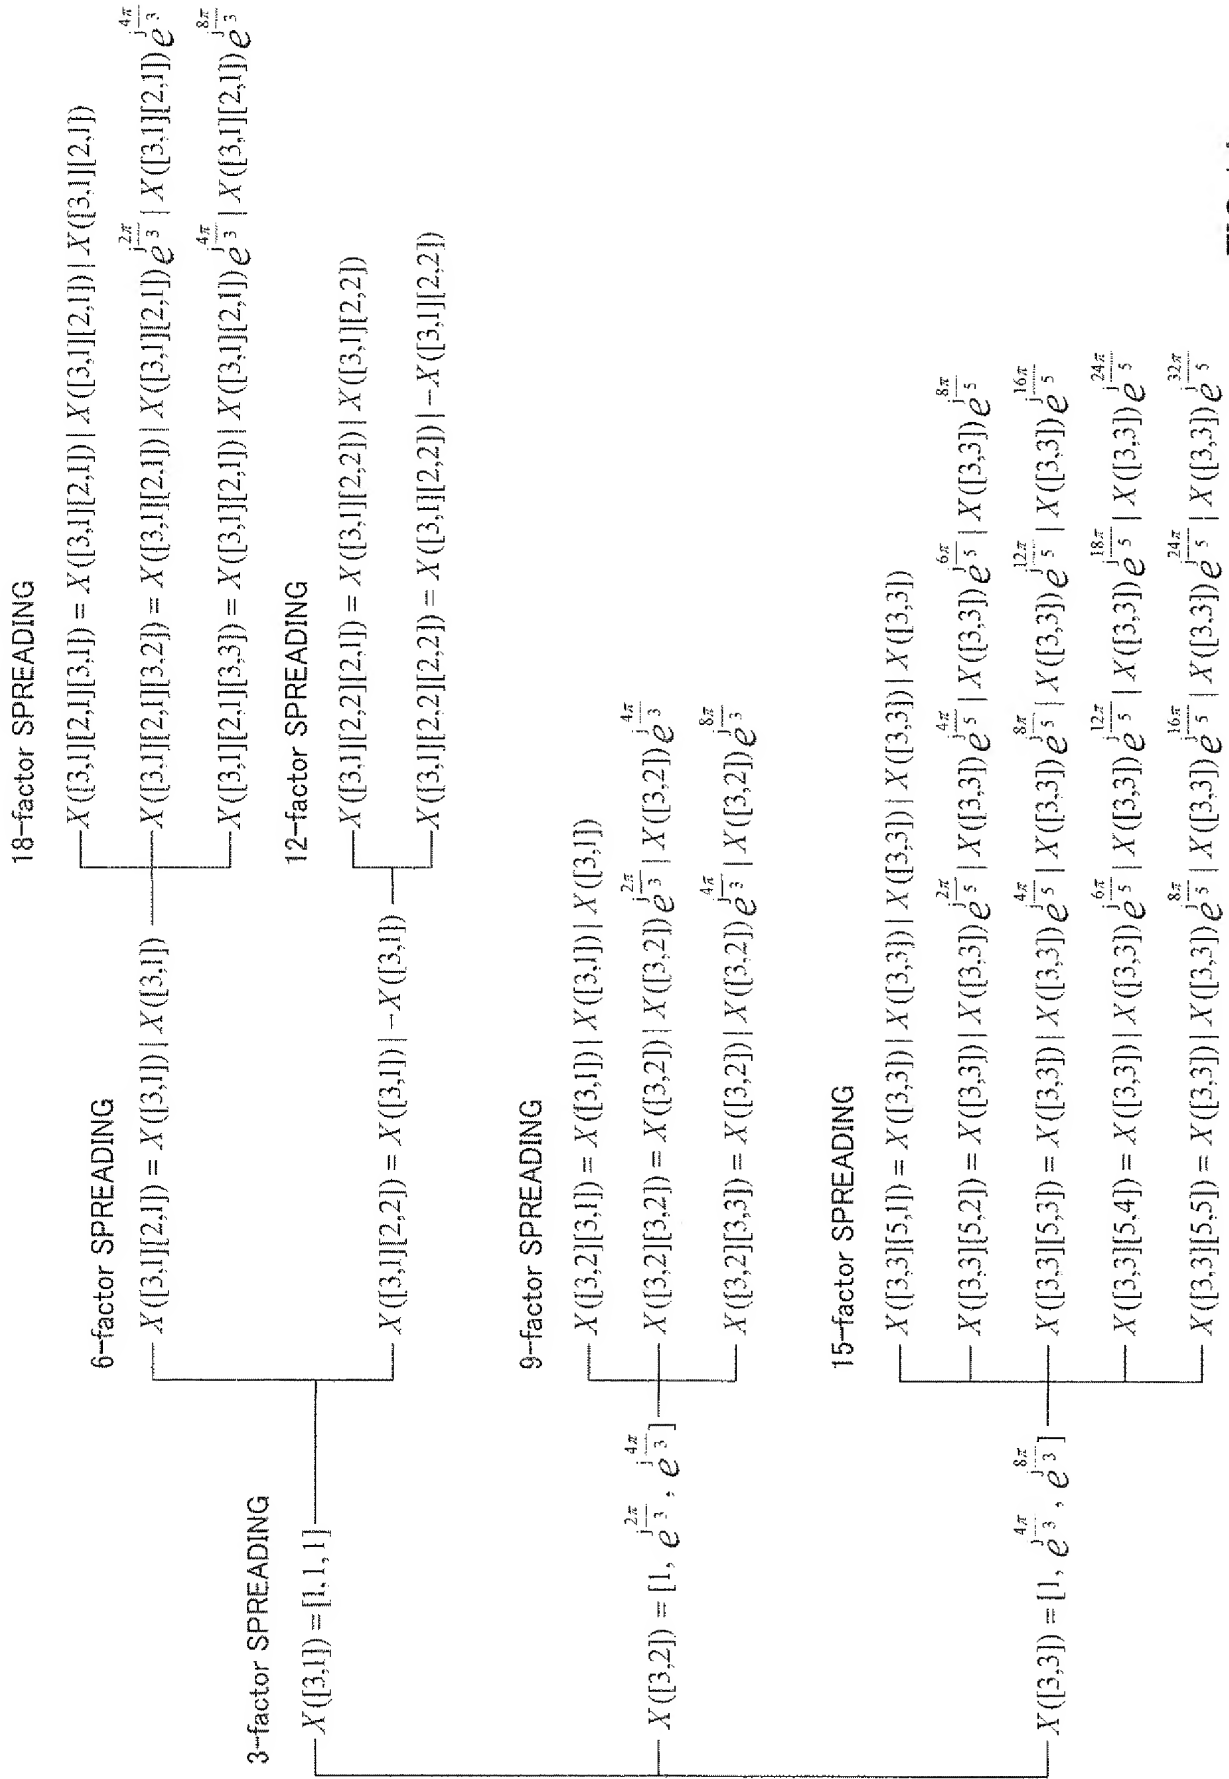 18-factor SPREADING
X([3,1][2,1][3,1]) = X([3,1][2,1]) | X([3,1][2,1]) | X([3,1][2,1])
X([3,1][2,1][3,2]) = X([3,1][2,1]) | X([3,1][2,1])e^{j2π/3} | X([3,1][2,1])e^{j4π/3}
X([3,1][2,1][3,3]) = X([3,1][2,1]) | X([3,1][2,1])e^{j4π/3} | X([3,1][2,1])e^{j8π/3}
12-factor SPREADING
X([3,1][2,2][2,1]) = X([3,1][2,2]) | X([3,1][2,2])
X([3,1][2,2][2,2]) = X([3,1][2,2]) | −X([3,1][2,2])
6-factor SPREADING
X([3,1][2,1]) = X([3,1]) | X([3,1])
X([3,1][2,2]) = X([3,1]) | −X([3,1])
3-factor SPREADING
X([3,1]) = [1, 1, 1]
9-factor SPREADING
X([3,2][3,1]) = X([3,1]) | X([3,1]) | X([3,1])
X([3,2][3,2]) = X([3,2]) | X([3,2])e^{j2π/3} | X([3,2])e^{j4π/3}
X([3,2][3,3]) = X([3,2]) | X([3,2])e^{j4π/3} | X([3,2])e^{j8π/3}
X([3,2]) = [1, e^{j2π/3}, e^{j4π/3}]
15-factor SPREADING
X([3,3][5,1]) = X([3,3]) | X([3,3]) | X([3,3]) | X([3,3]) | X([3,3])
X([3,3][5,2]) = X([3,3]) | X([3,3])e^{j2π/5} | X([3,3])e^{j4π/5} | X([3,3])e^{j6π/5} | X([3,3])e^{j8π/5}
X([3,3][5,3]) = X([3,3]) | X([3,3])e^{j4π/5} | X([3,3])e^{j8π/5} | X([3,3])e^{j12π/5} | X([3,3])e^{j16π/5}
X([3,3][5,4]) = X([3,3]) | X([3,3])e^{j6π/5} | X([3,3])e^{j12π/5} | X([3,3])e^{j18π/5} | X([3,3])e^{j24π/5}
X([3,3][5,5]) = X([3,3]) | X([3,3])e^{j8π/5} | X([3,3])e^{j16π/5} | X([3,3])e^{j24π/5} | X([3,3])e^{j32π/5}
X([3,3]) = [1, e^{j4π/3}, e^{j8π/3}]